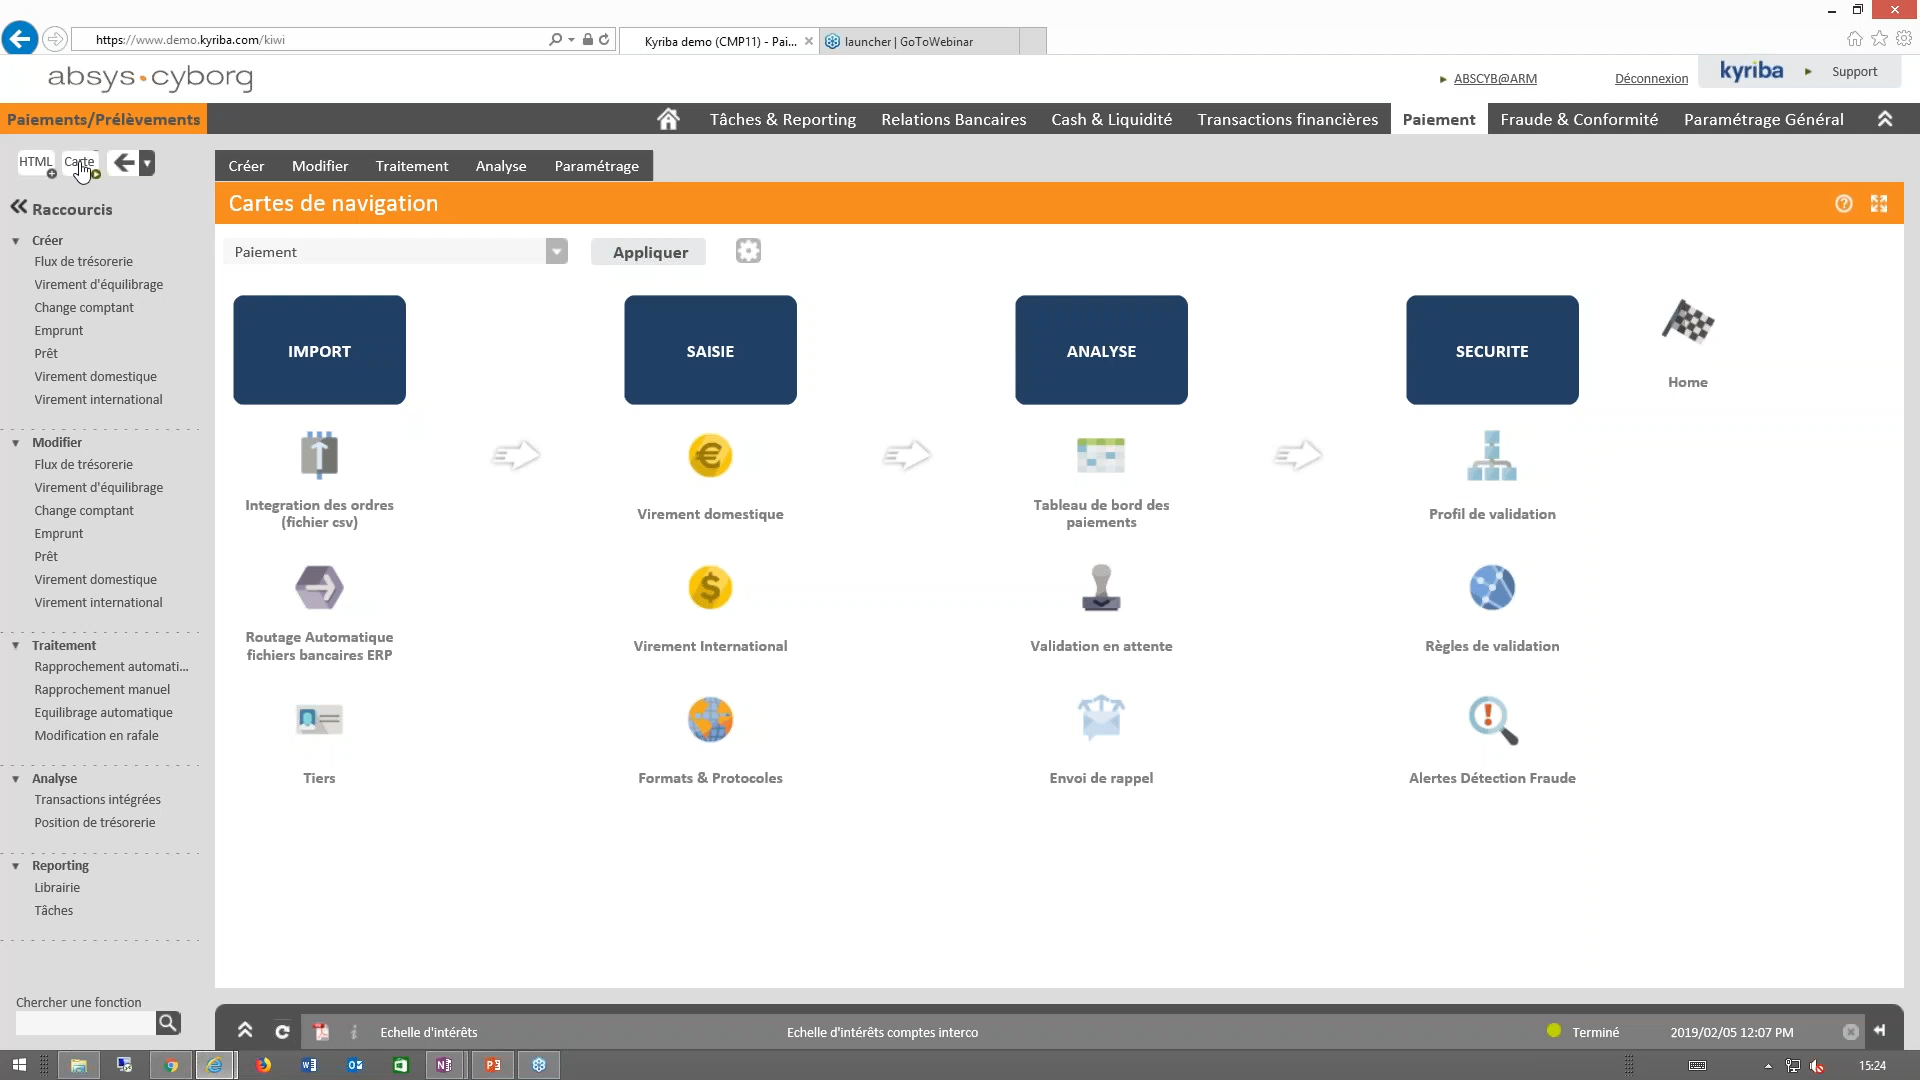 https://www.demo.kyriba.com/kiwi
Kyriba demo (CMP11) - Pai...
launcher | GoToWebinar
absys cyborg
ABSCYB@ARM
Déconnexion
kyriba
Support
Paiements/Prélèvements
Tâches & Reporting
Relations Bancaires
Cash & Liquidité
Transactions financières
Paiement
Fraude & Conformité
Paramétrage Général
HTML
Carte
Créer
Modifier
Traitement
Analyse
Paramétrage
Raccourcis
Cartes de navigation
Créer
Flux de trésorerie
Virement d'équilibrage
Change comptant
Emprunt
Prêt
Virement domestique
Virement international
Modifier
Flux de trésorerie
Virement d'équilibrage
Change comptant
Emprunt
Prêt
Virement domestique
Virement international
Traitement
Rapprochement automati...
Rapprochement manuel
Equilibrage automatique
Modification en rafale
Analyse
Transactions intégrées
Position de trésorerie
Reporting
Librairie
Tâches
Chercher une fonction
Paiement
Appliquer
IMPORT
SAISIE
ANALYSE
SECURITE
Home
Integration des ordres
(fichier csv)
Virement domestique
Tableau de bord des
paiements
Profil de validation
Routage Automatique
fichiers bancaires ERP
Virement International
Validation en attente
Règles de validation
Tiers
Formats & Protocoles
Envoi de rappel
Alertes Détection Fraude
Echelle d'intérêts
Echelle d'intérêts comptes interco
Terminé
2019/02/05 12:07 PM
15:24